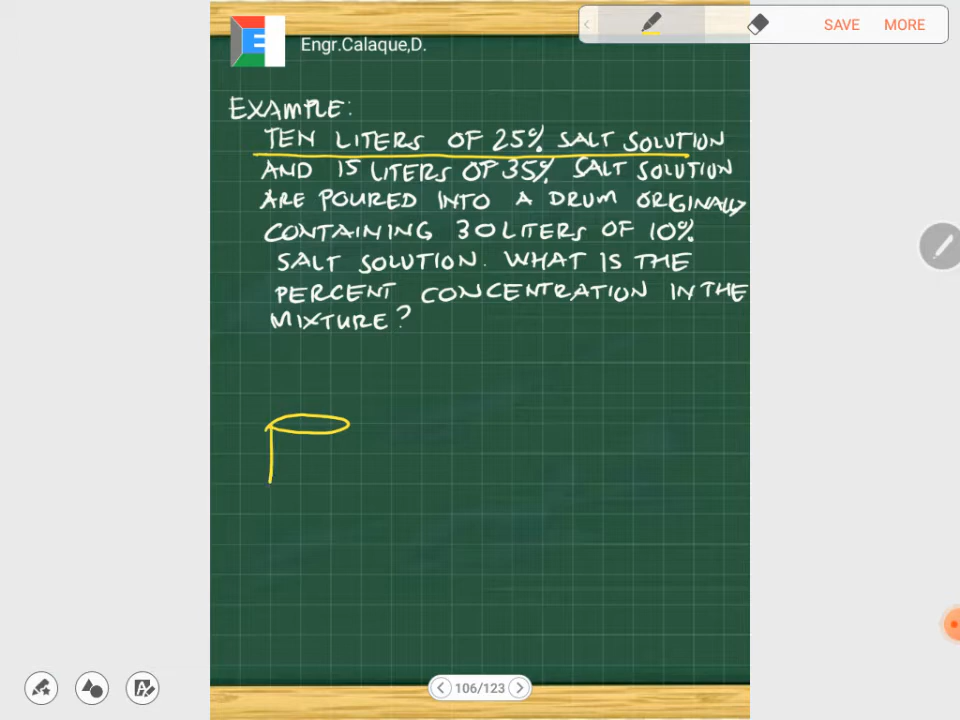 SAVE
MORE
E
Engr.Calaque,D.
EXAMPLE:
TEN LITERS OF 25% SALT SOLUTION
AND 15 LITERS OF 35% SALT SOLUTION
ARE POURED INTO A DRUM ORIGINALLY
CONTAINING 30 LITERS OF 10%
SALT SOLUTION. WHAT IS THE
PERCENT CONCENTRATION IN THE
MIXTURE?
106/123